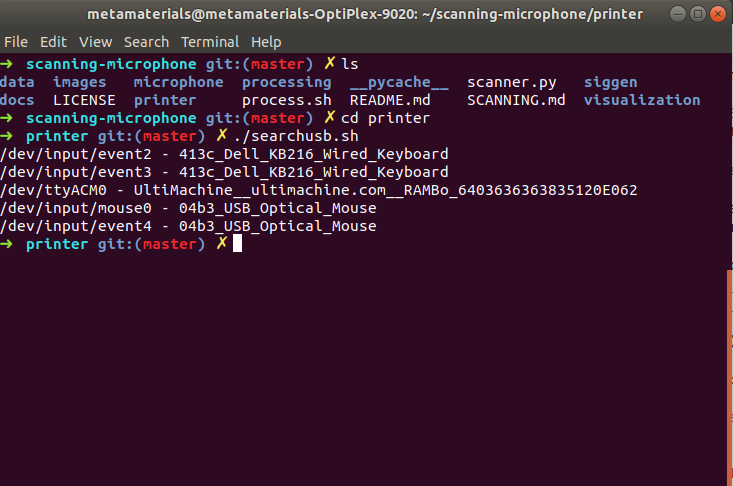 metamaterials@metamaterials-OptiPlex-9020: ~/scanning-microphone/printer
File Edit View Search Terminal Help
➜ scanning-microphone git:(master) ✗ ls
data images microphone processing __pycache__ scanner.py siggen
docs LICENSE printer process.sh README.md SCANNING.md visualization
➜ scanning-microphone git:(master) ✗ cd printer
➜ printer git:(master) ✗ ./searchusb.sh
/dev/input/event2 - 413c_Dell_KB216_Wired_Keyboard
/dev/input/event3 - 413c_Dell_KB216_Wired_Keyboard
/dev/ttyACM0 - UltiMachine__ultimachine.com__RAMBo_6403636363835120E062
/dev/input/mouse0 - 04b3_USB_Optical_Mouse
/dev/input/event4 - 04b3_USB_Optical_Mouse
➜ printer git:(master) ✗